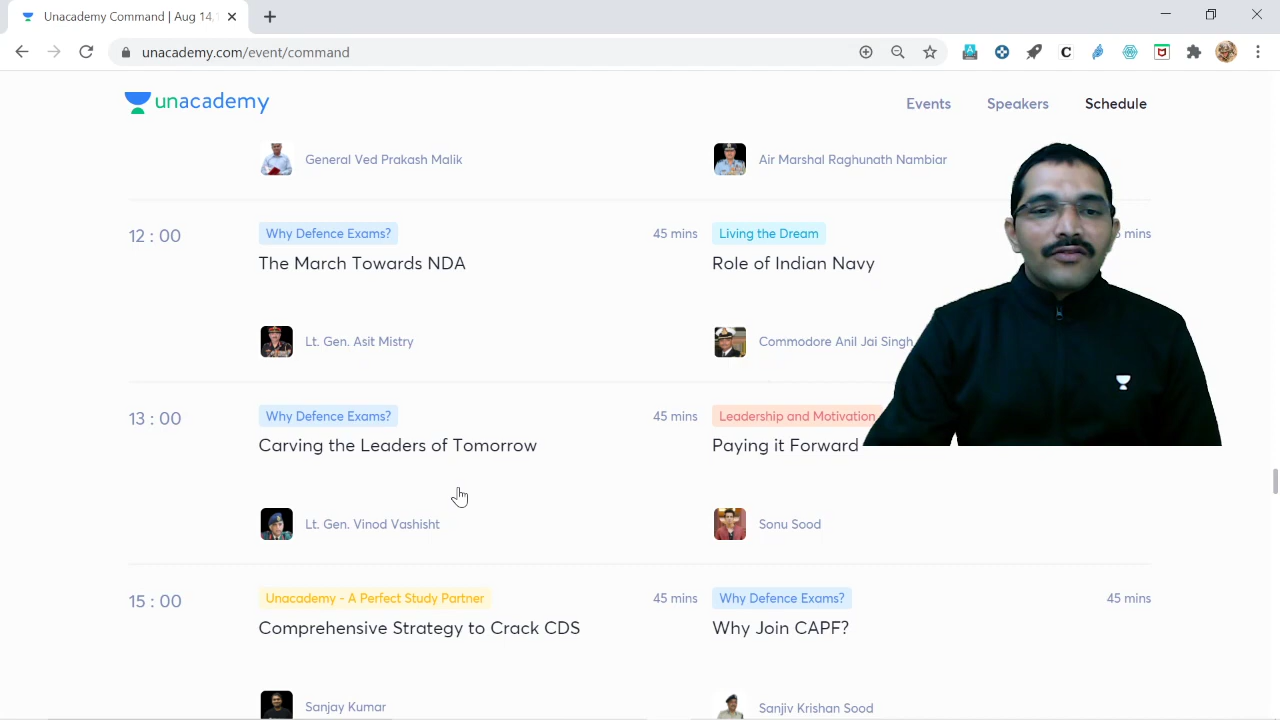 Unacademy Command | Aug 14,
unacademy.com/event/command
unacademy
Events Speakers Schedule
General Ved Prakash Malik
Air Marshal Raghunath Nambiar
12 : 00
Why Defence Exams? 45 mins
The March Towards NDA
Lt. Gen. Asit Mistry
Living the Dream mins
Role of Indian Navy
Commodore Anil Jai Singh
13 : 00
Why Defence Exams? 45 mins
Carving the Leaders of Tomorrow
Lt. Gen. Vinod Vashisht
Leadership and Motivation
Paying it Forward
Sonu Sood
15 : 00
Unacademy - A Perfect Study Partner 45 mins
Comprehensive Strategy to Crack CDS
Sanjay Kumar
Why Defence Exams? 45 mins
Why Join CAPF?
Sanjiv Krishan Sood